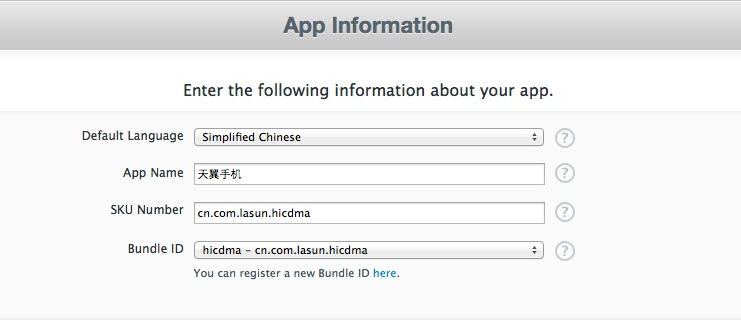 App Information
Enter the following information about your app.
Default Language Simplified Chinese ?
App Name 天翼手机 ?
SKU Number cn.com.lasun.hicdma ?
Bundle ID hicdma - cn.com.lasun.hicdma ?
You can register a new Bundle ID here.